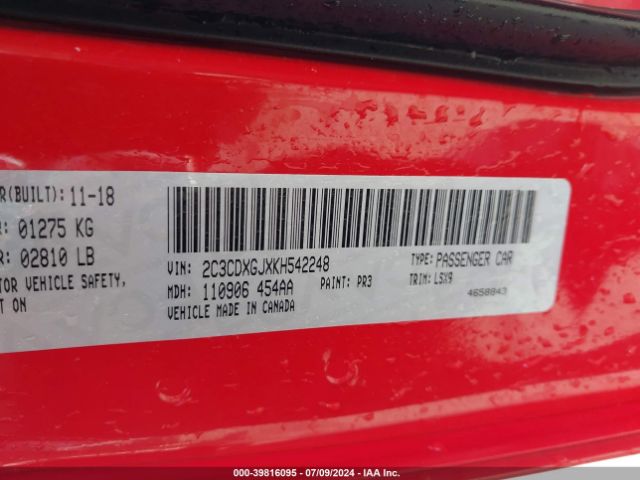 R(BUILT): 11-18
R: 01275 KG
R: 02810 LB
TOR VEHICLE SAFETY,
T ON
VIN: 2C3CDXGJXKH542248
TYPE: PASSENGER CAR
MDH: 110906 454AA
PAINT: PR3
TRIM: LSX9
VEHICLE MADE IN CANADA
4658843
IAA-39816095 | 07/09/2024 | IAA Inc.